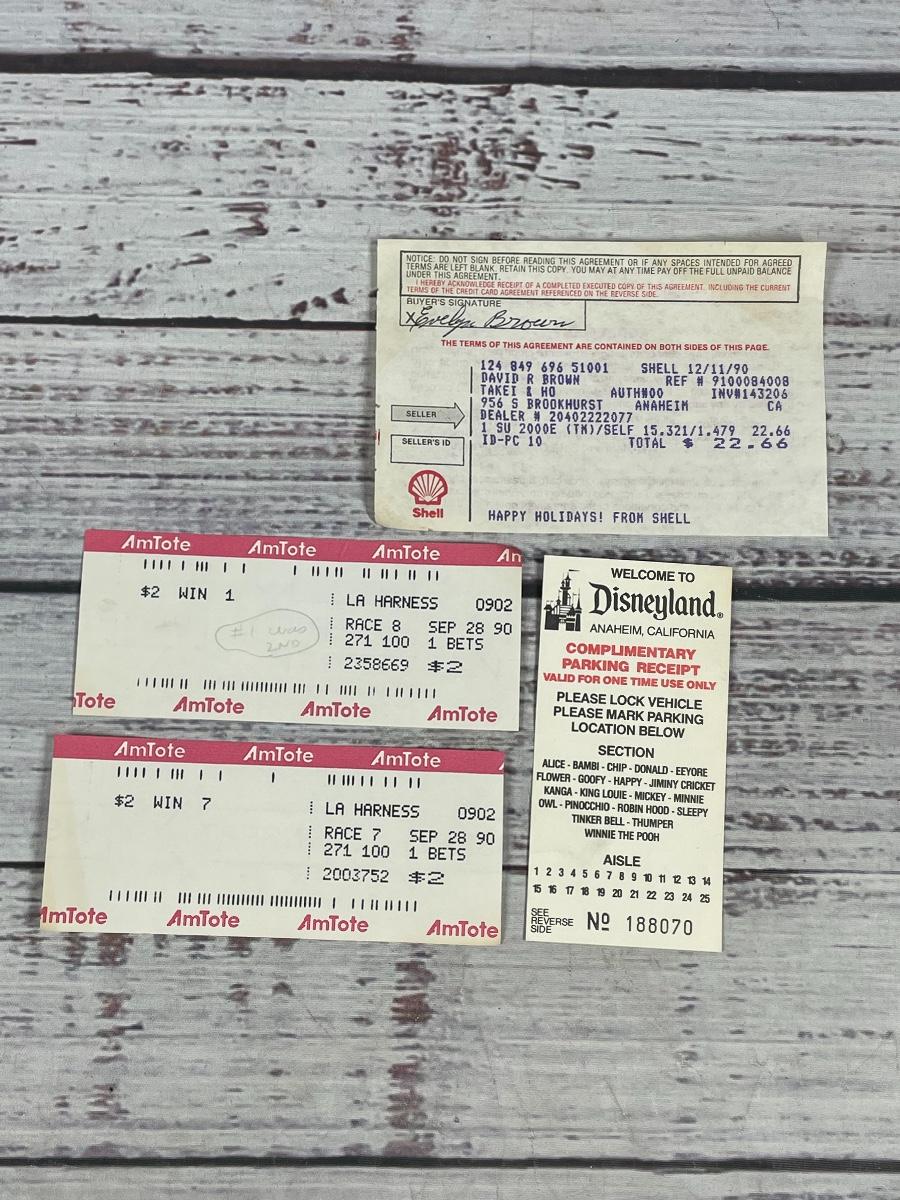 NOTICE: DO NOT SIGN BEFORE READING THIS AGREEMENT OR IF ANY SPACES INTENDED FOR AGREED
TERMS ARE LEFT BLANK. RETAIN THIS COPY. YOU MAY AT ANY TIME PAY OFF THE FULL UNPAID BALANCE
UNDER THIS AGREEMENT.
I HEREBY ACKNOWLEDGE RECEIPT OF A COMPLETED EXECUTED COPY OF THIS AGREEMENT. INCLUDING THE CURRENT
TERMS OF THE CREDIT CARD AGREEMENT REFERENCED ON THE REVERSE SIDE.
BUYER'S SIGNATURE
X Evelyn Brown
THE TERMS OF THIS AGREEMENT ARE CONTAINED ON BOTH SIDES OF THIS PAGE.
124 849 696 51001 SHELL 12/11/90
DAVID R BROWN REF # 9100084008
TAKEI & HO AUTH#00 INV#143206
956 S BROOKHURST ANAHEIM CA
SELLER
DEALER # 20402222077
1 SU 2000E (TM)/SELF 15.321/1.479 22.66
SELLER'S ID
ID-PC 10 TOTAL $ 22.66
Shell
HAPPY HOLIDAYS! FROM SHELL
AmTote AmTote AmTote Am
$2 WIN 1
LA HARNESS 0902
#1 was
2ND
RACE 8 SEP 28 90
271 100 1 BETS
2358669 $2
Tote AmTote AmTote AmTote
AmTote AmTote AmTote
$2 WIN 7
LA HARNESS 0902
RACE 7 SEP 28 90
271 100 1 BETS
2003752 $2
AmTote AmTote AmTote AmTote
WELCOME TO
Disneyland®
ANAHEIM, CALIFORNIA
COMPLIMENTARY
PARKING RECEIPT
VALID FOR ONE TIME USE ONLY
PLEASE LOCK VEHICLE
PLEASE MARK PARKING
LOCATION BELOW
SECTION
ALICE - BAMBI - CHIP - DONALD - EEYORE
FLOWER - GOOFY - HAPPY - JIMINY CRICKET
KANGA - KING LOUIE - MICKEY - MINNIE
OWL - PINOCCHIO - ROBIN HOOD - SLEEPY
TINKER BELL - THUMPER
WINNIE THE POOH
AISLE
1 2 3 4 5 6 7 8 9 10 11 12 13 14
15 16 17 18 19 20 21 22 23 24 25
SEE
REVERSE
SIDE
Nº 188070